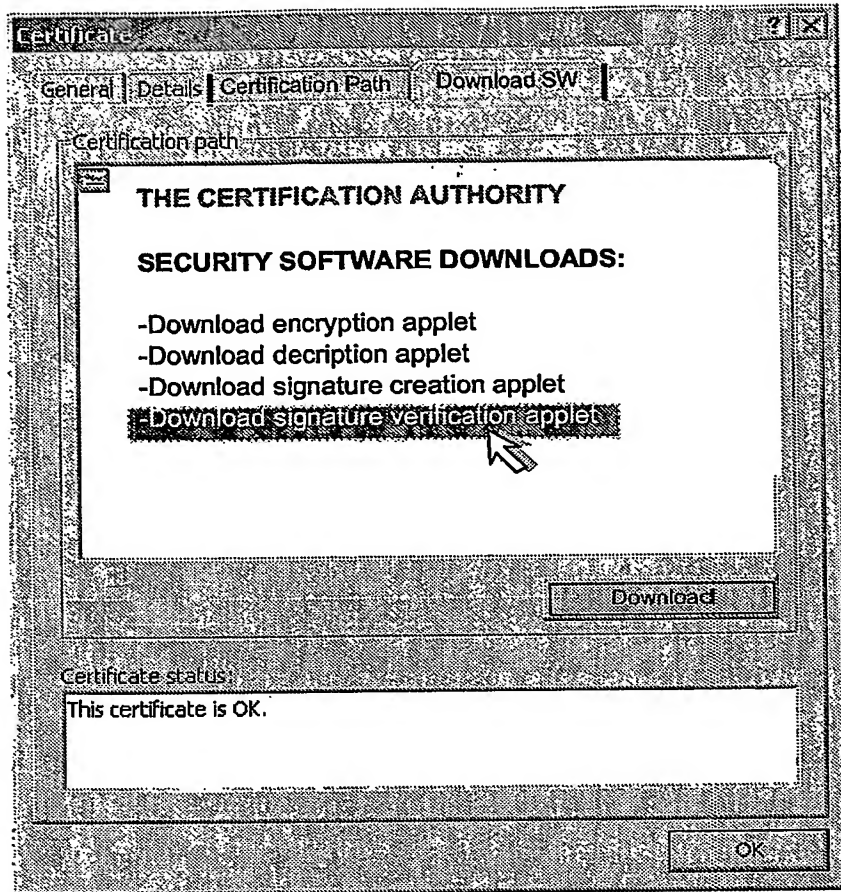 Certificate
General Details Certification Path Download SW
Certification path
THE CERTIFICATION AUTHORITY
SECURITY SOFTWARE DOWNLOADS:
-Download encryption applet
-Download decription applet
-Download signature creation applet
-Download signature verification applet
Download
Certificate status:
This certificate is OK.
OK